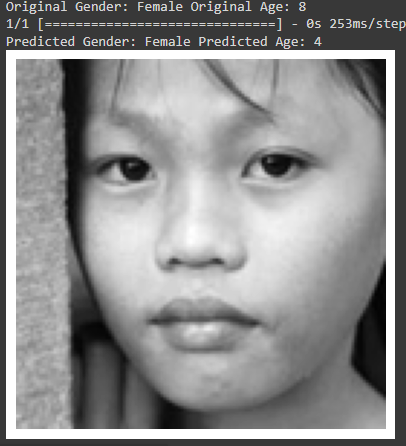 Original Gender: Female Original Age: 8
1/1 [==============================] - 0s 253ms/step
Predicted Gender: Female Predicted Age: 4